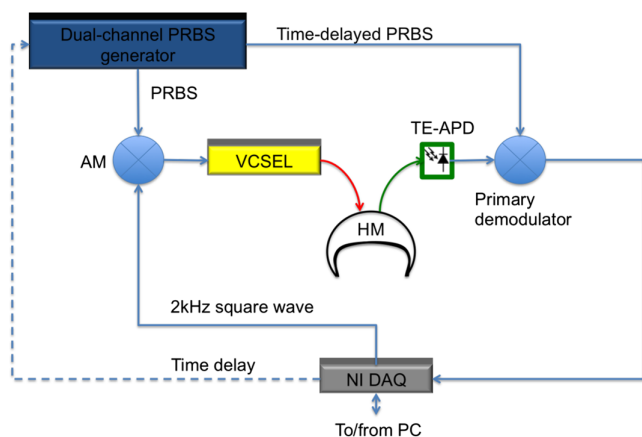 Dual-channel PRBS
generator
Time-delayed PRBS
PRBS
TE-APD
AM
VCSEL
Primary
demodulator
HM
2kHz square wave
Time delay
NI DAQ
To/from PC